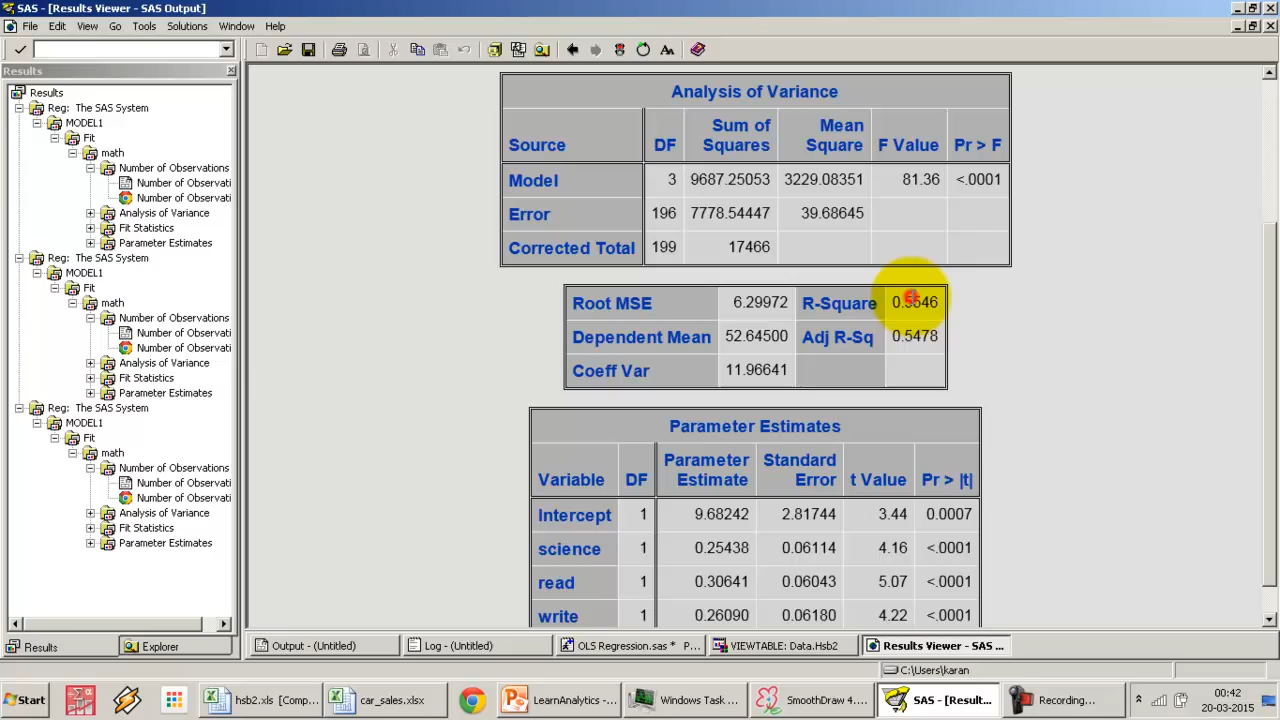 SAS - [Results Viewer - SAS Output]
File Edit View Go Tools Solutions Window Help
Results
Results
Reg: The SAS System
MODEL1
Fit
math
Number of Observations
Number of Observati
Number of Observati
Analysis of Variance
Fit Statistics
Parameter Estimates
Reg: The SAS System
MODEL1
Fit
math
Number of Observations
Number of Observati
Number of Observati
Analysis of Variance
Fit Statistics
Parameter Estimates
Reg: The SAS System
MODEL1
Fit
math
Number of Observations
Number of Observati
Number of Observati
Analysis of Variance
Fit Statistics
Parameter Estimates
Analysis of Variance
Source DF Sum of Squares Mean Square F Value Pr > F
Model 3 9687.25053 3229.08351 81.36 <.0001
Error 196 7778.54447 39.68645
Corrected Total 199 17466
Root MSE 6.29972 R-Square 0.5546
Dependent Mean 52.64500 Adj R-Sq 0.5478
Coeff Var 11.96641
Parameter Estimates
Variable DF Parameter Estimate Standard Error t Value Pr > |t|
Intercept 1 9.68242 2.81744 3.44 0.0007
science 1 0.25438 0.06114 4.16 <.0001
read 1 0.30641 0.06043 5.07 <.0001
write 1 0.26090 0.06180 4.22 <.0001
Results Explorer
Output - (Untitled) Log - (Untitled) OLS Regression.sas * P... VIEWTABLE: Data.Hsb2 Results Viewer - SAS ...
C:\Users\karan
Start hsb2.xls [Comp... car_sales.xlsx LearnAnalytics -... Windows Task ... SmoothDraw 4.... SAS - [Result... Recording...
00:42
20-03-2015